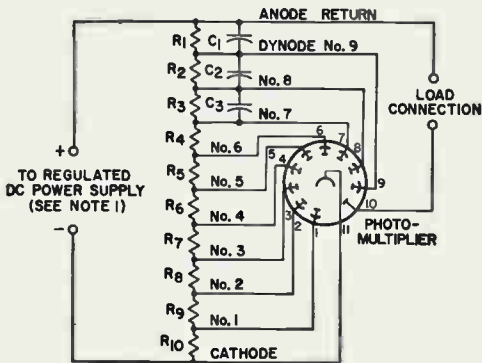 ANODE RETURN
R1
C1
DYNODE No. 9
R2
C2
No. 8
R3
C3
No. 7
LOAD
CONNECTION
R4
No. 6
5
4
6
7
8
9
10
11
1
2
3
+
TO REGULATED
DC POWER SUPPLY
(SEE NOTE 1)
−
R5
No. 5
R6
No. 4
PHOTO-
MULTIPLIER
R7
No. 3
R8
No. 2
R9
No. 1
R10
CATHODE